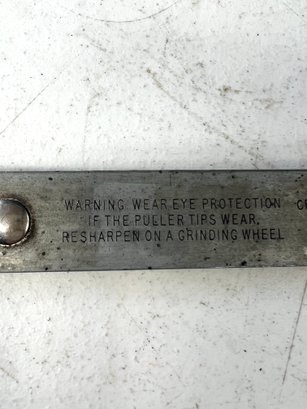 WARNING. WEAR EYE PROTECTION
IF THE PULLER TIPS WEAR,
RESHARPEN ON A GRINDING WHEEL